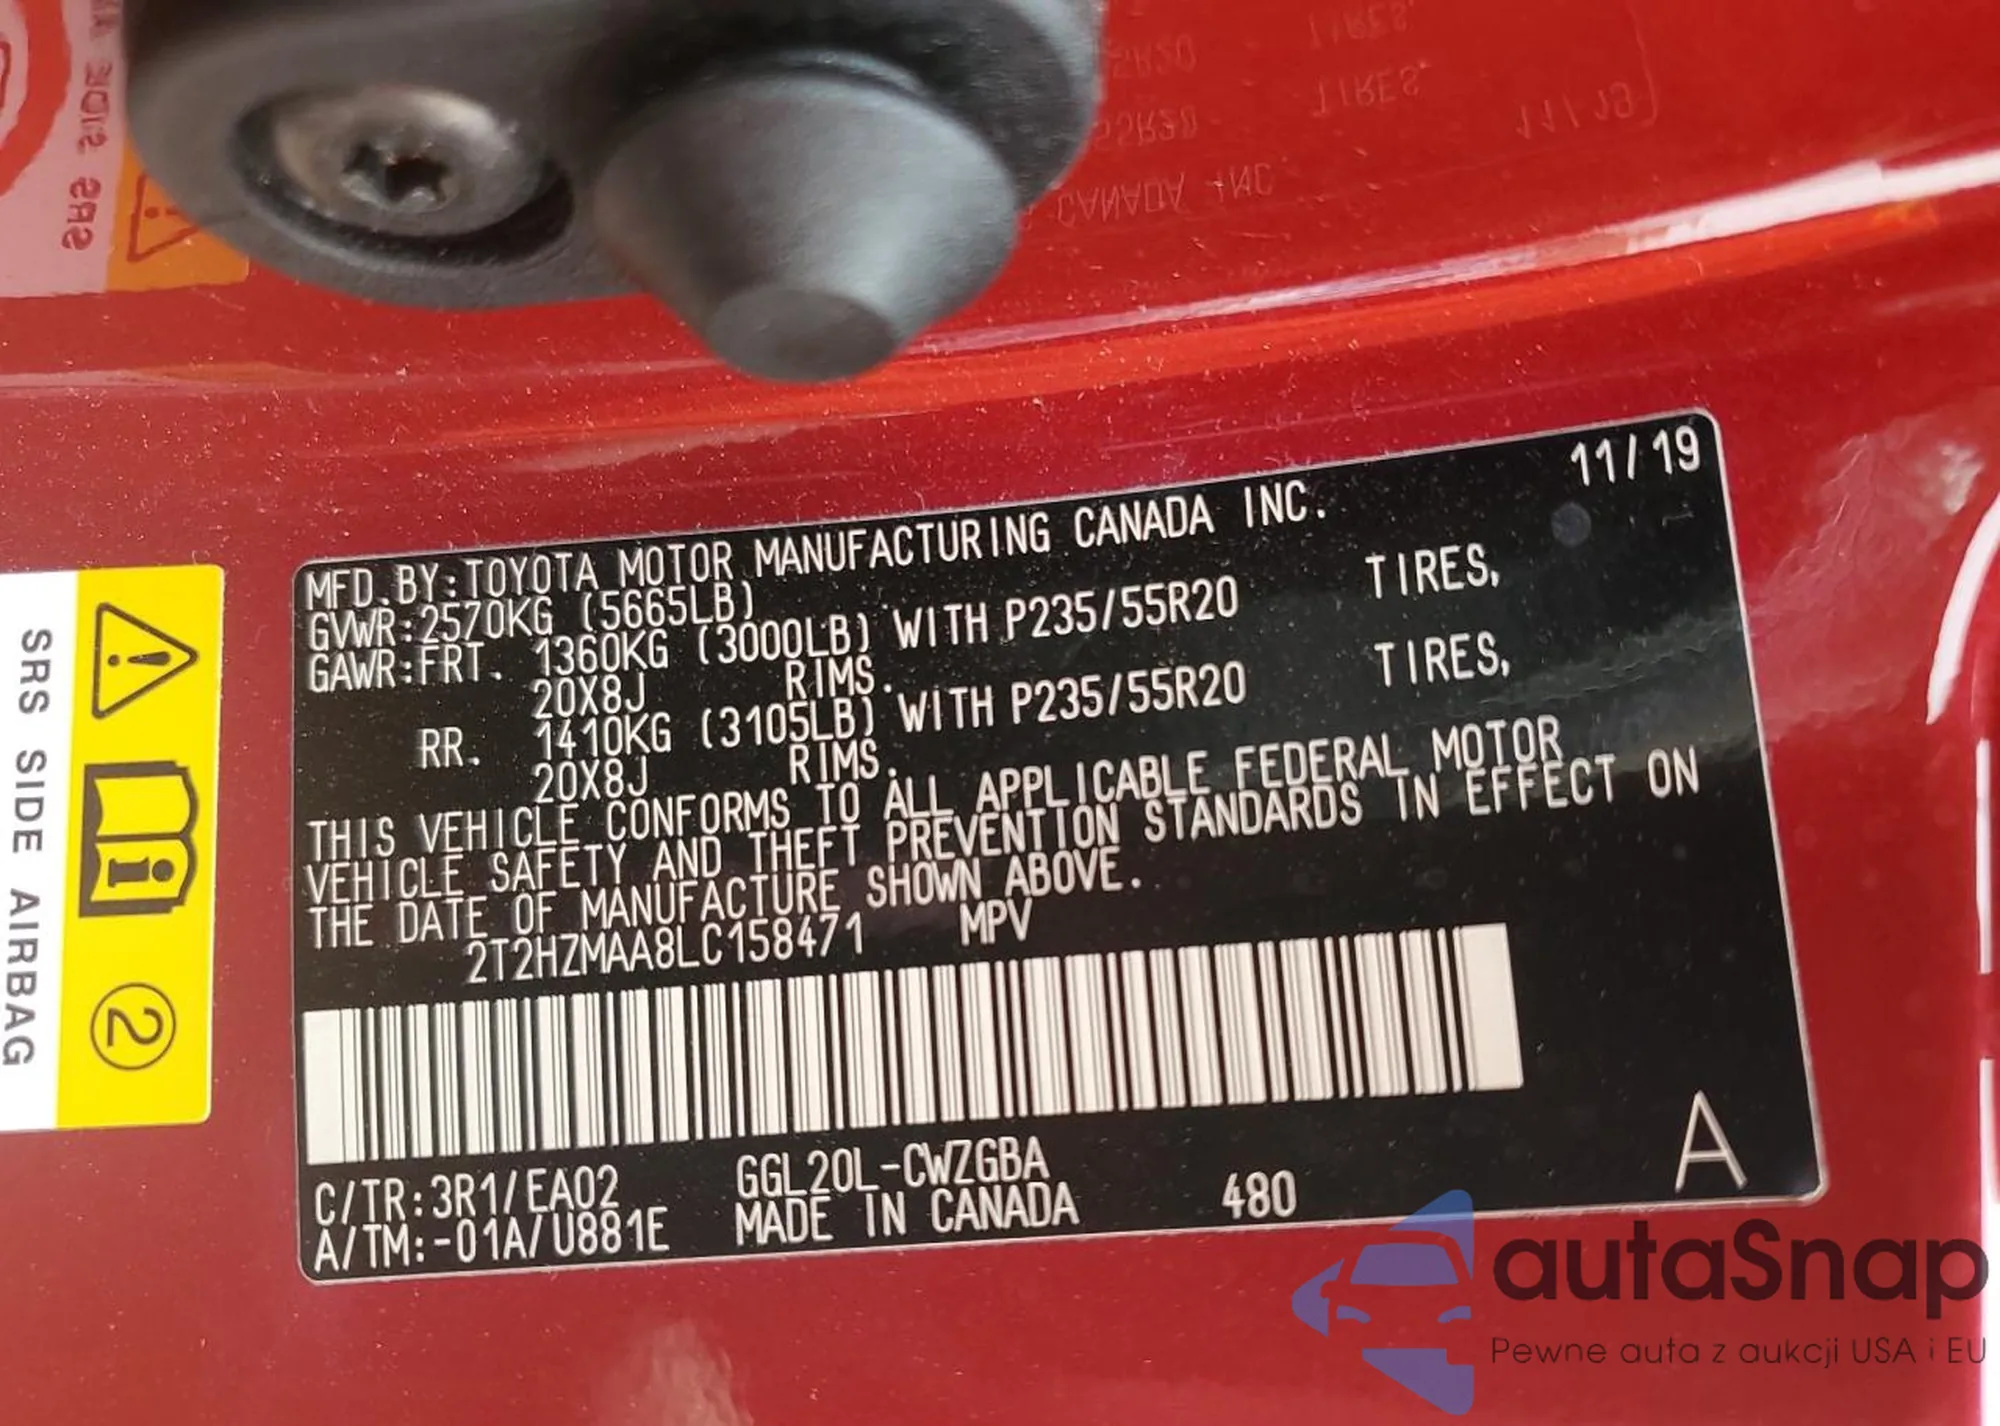 11/19
MFD.BY:TOYOTA MOTOR MANUFACTURING CANADA INC.
GVWR:2570KG (5665LB)
GAWR:FRT. 1360KG (3000LB) WITH P235/55R20 TIRES,
20X8J RIMS.
RR. 1410KG (3105LB) WITH P235/55R20 TIRES,
20X8J RIMS.
THIS VEHICLE CONFORMS TO ALL APPLICABLE FEDERAL MOTOR
VEHICLE SAFETY AND THEFT PREVENTION STANDARDS IN EFFECT ON
THE DATE OF MANUFACTURE SHOWN ABOVE.
2T2HZMAA8LC158471 MPV
C/TR:3R1/EA02 GGL20L-CWZGBA
A/TM:-01A/U881E MADE IN CANADA 480
A
SRS SIDE AIRBAG
2
autaSnap
Pewne auta z aukcji USA i EU